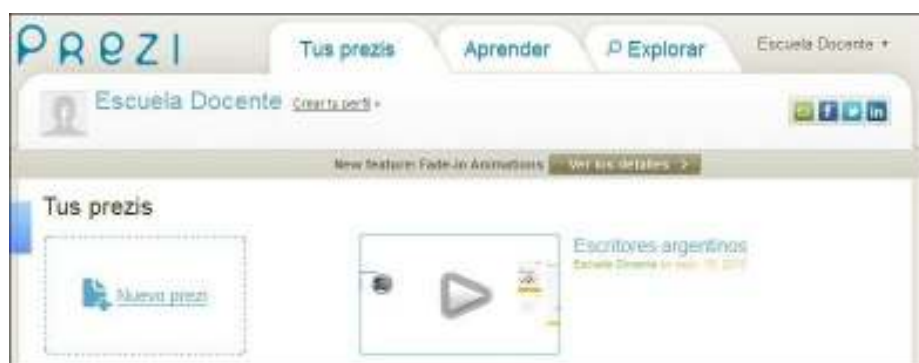 PREZI
Tus prezis
Aprender
Explorar
Escuela Docente
Escuela Docente Crear tu perfil »
New feature: Fade-in Animations Ver los detalles >
Tus prezis
Nuevo prezi
Escritores argentinos
Escuela Docente